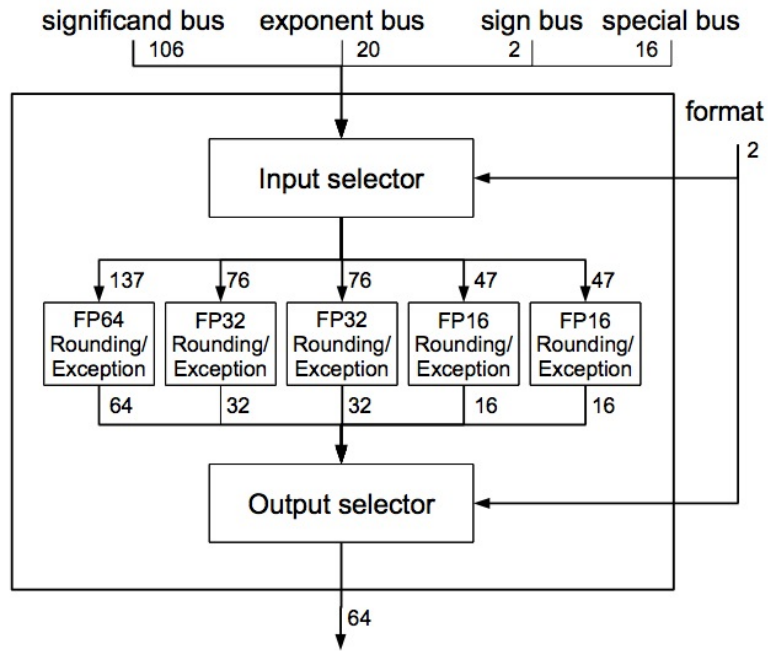 significand bus exponent bus sign bus special bus
106 20 2 16
format
2
Input selector
137 76 76 47 47
FP64 FP32 FP32 FP16 FP16
Rounding/ Rounding/ Rounding/ Rounding/ Rounding/
Exception Exception Exception Exception Exception
64 32 32 16 16
Output selector
64